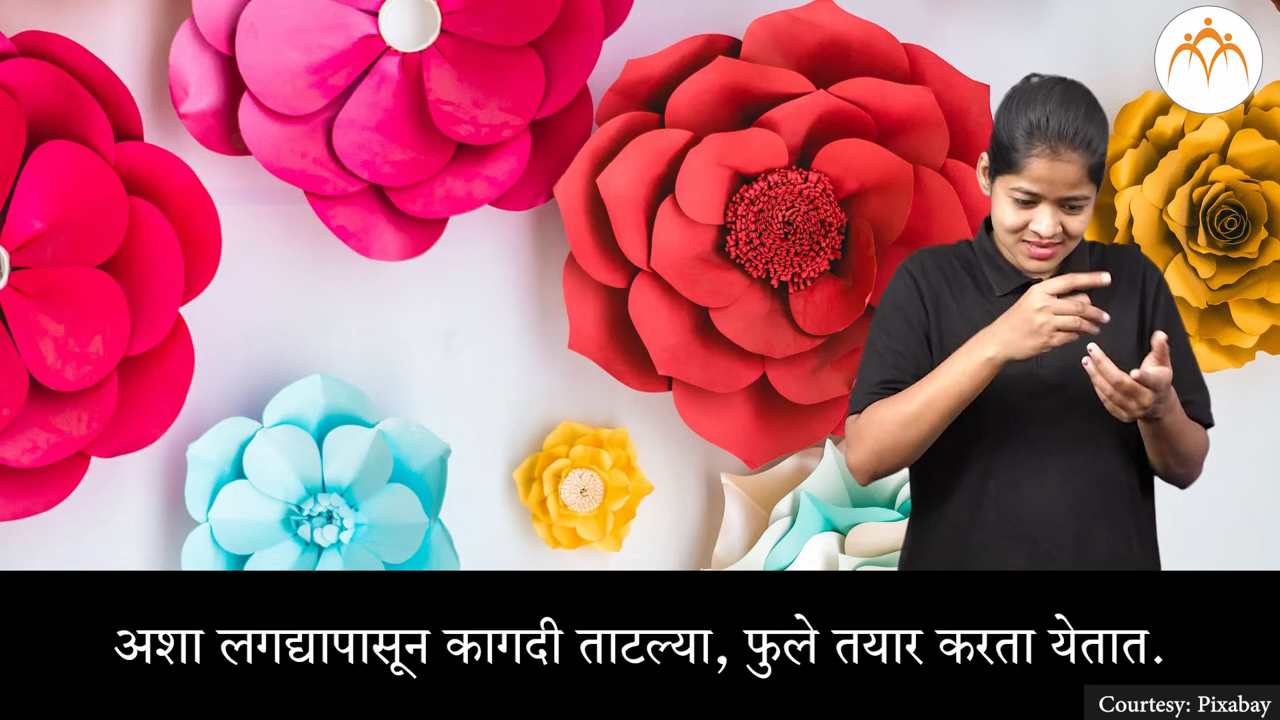 अशा लगद्यापासून कागदी ताटल्या, फुले तयार करता येतात.
Courtesy: Pixabay